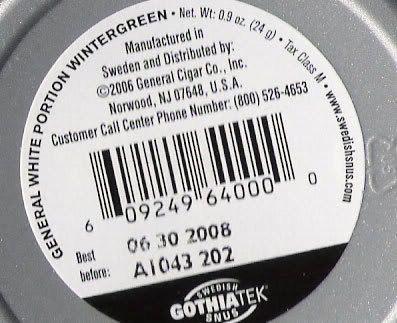 GENERAL WHITE PORTION WINTERGREEN • Net. Wt: 0.9 oz. (24 g) • Tax Class M • www.swedishsnus.com
Manufactured in
Sweden and Distributed by:
©2006 General Cigar Co., Inc.
Norwood, NJ 07648, U.S.A.
Customer Call Center Phone Number: (800) 526-4653
6 09249 64000 0
Best before:
06 30 2008
A1043 202
SWEDISH
GOTHIATEK®
SNUS